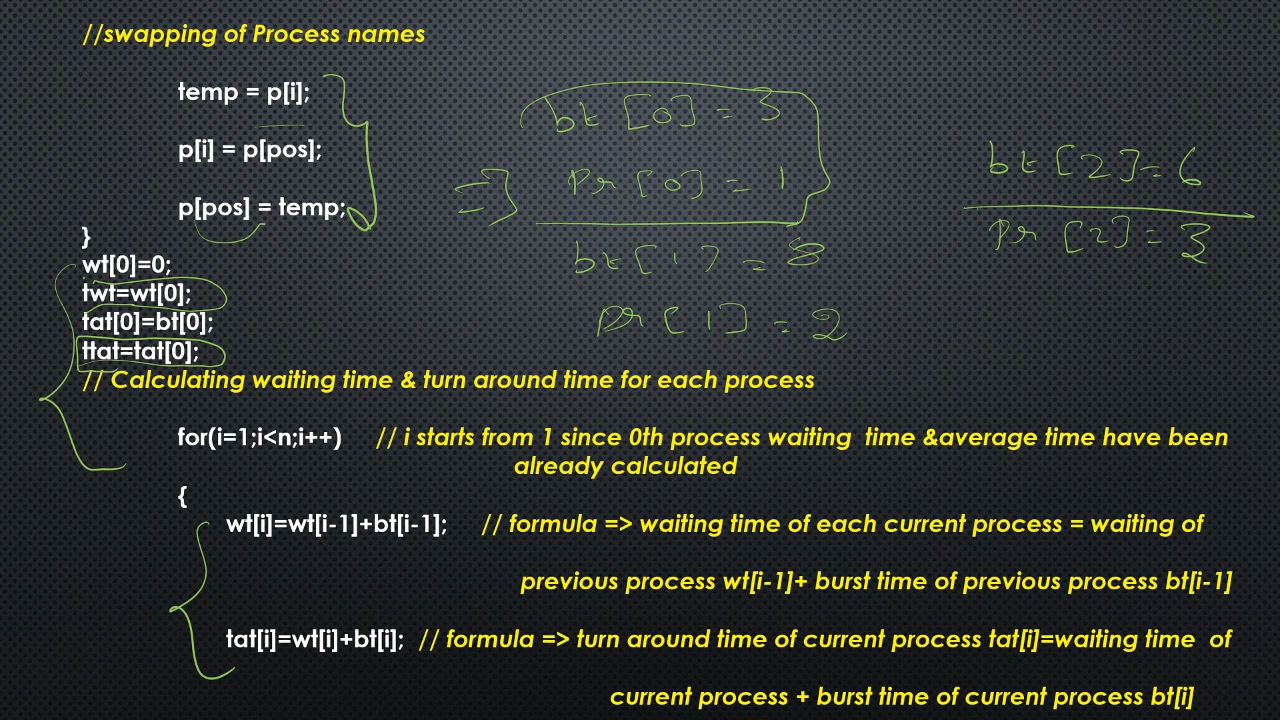 //swapping of Process names
temp = p[i];
p[i] = p[pos];
p[pos] = temp;
}
wt[0]=0;
twt=wt[0];
tat[0]=bt[0];
ttat=tat[0];
// Calculating waiting time & turn around time for each process
for(i=1;i<n;i++) // i starts from 1 since 0th process waiting time &average time have been
already calculated
{
wt[i]=wt[i-1]+bt[i-1]; // formula => waiting time of each current process = waiting of
previous process wt[i-1]+ burst time of previous process bt[i-1]
tat[i]=wt[i]+bt[i]; // formula => turn around time of current process tat[i]=waiting time of
current process + burst time of current process bt[i]
bt [0] = 3
pr [0] = 1
bt [1] = 8
pr [1] = 2
bt [2] = 6
pr [2] = 3